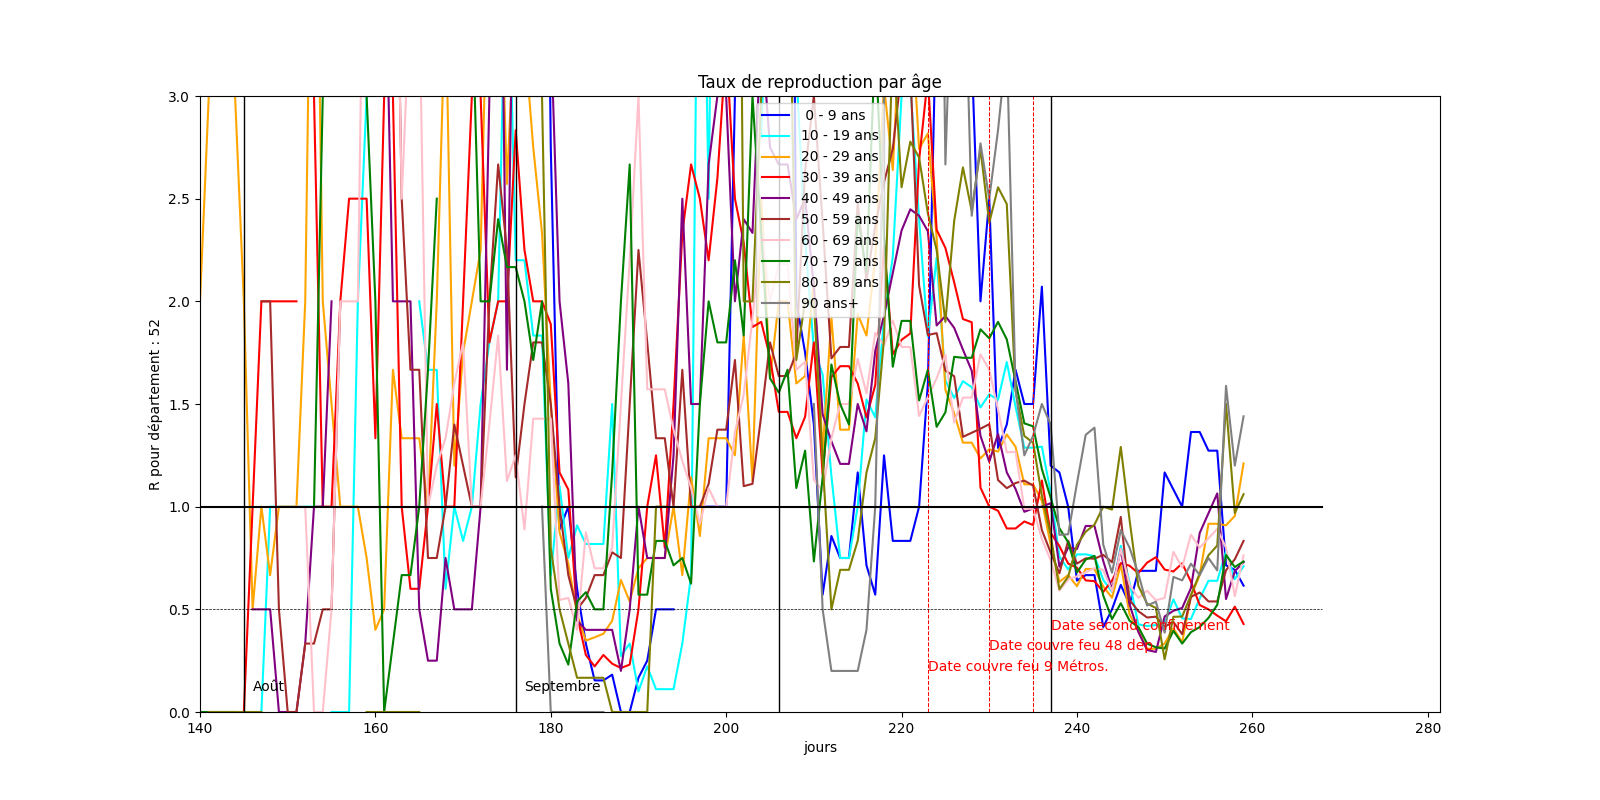 Taux de reproduction par âge
3.0
2.5
2.0
1.5
1.0
0.5
0.0
R pour département : 52
0 - 9 ans
10 - 19 ans
20 - 29 ans
30 - 39 ans
40 - 49 ans
50 - 59 ans
60 - 69 ans
70 - 79 ans
80 - 89 ans
90 ans+
Date second confinement
Date couvre feu 48 dep.
Date couvre feu 9 Métros.
Août
Septembre
140 160 180 200 220 240 260 280
jours